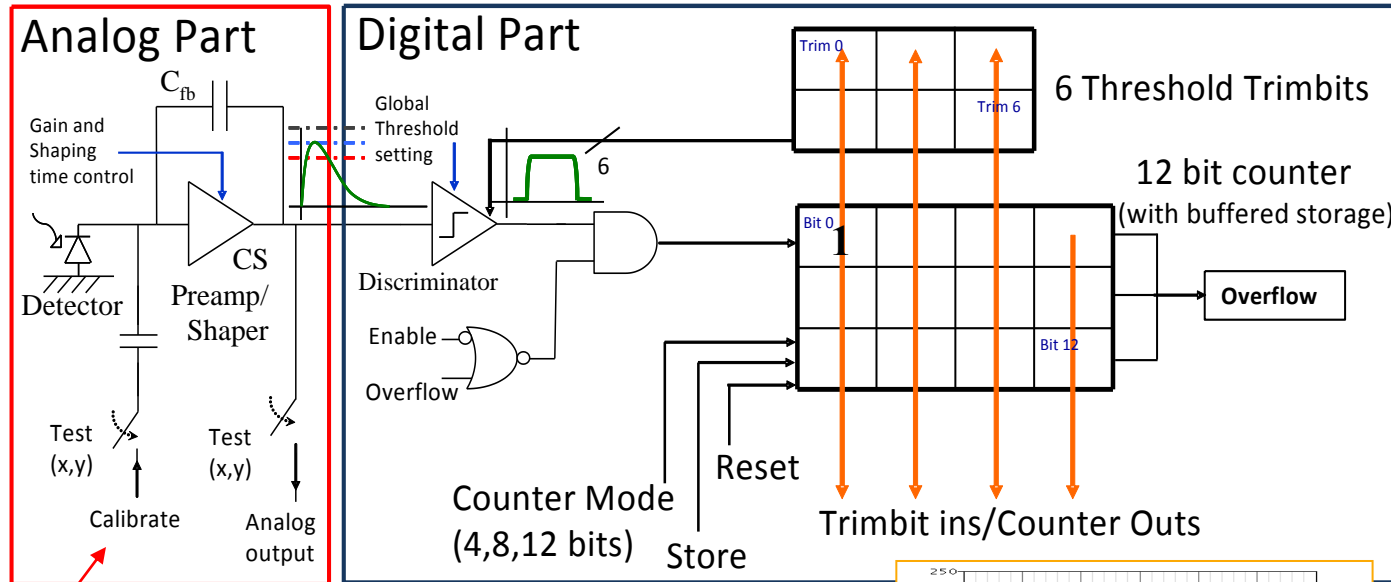 Analog Part
C_fb
Gain and
Shaping
time control
CS
Preamp/
Shaper
Detector
Test
(x,y)
Calibrate
Test
(x,y)
Analog
output
Digital Part
Global
Threshold
setting
6
Discriminator
Enable
Overflow
Trim 0
Trim 6
6 Threshold Trimbits
12 bit counter
(with buffered storage)
Bit 0
1
Bit 12
Overflow
Reset
Counter Mode
(4,8,12 bits)
Store
Trimbit ins/Counter Outs
250